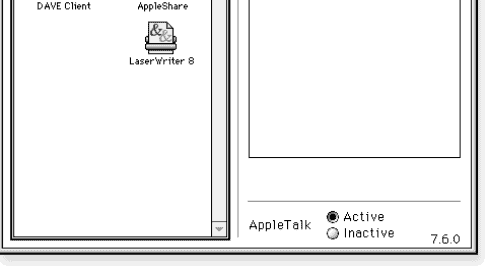 DAVE Client
AppleShare
LaserWriter 8
AppleTalk
Active
Inactive
7.6.0